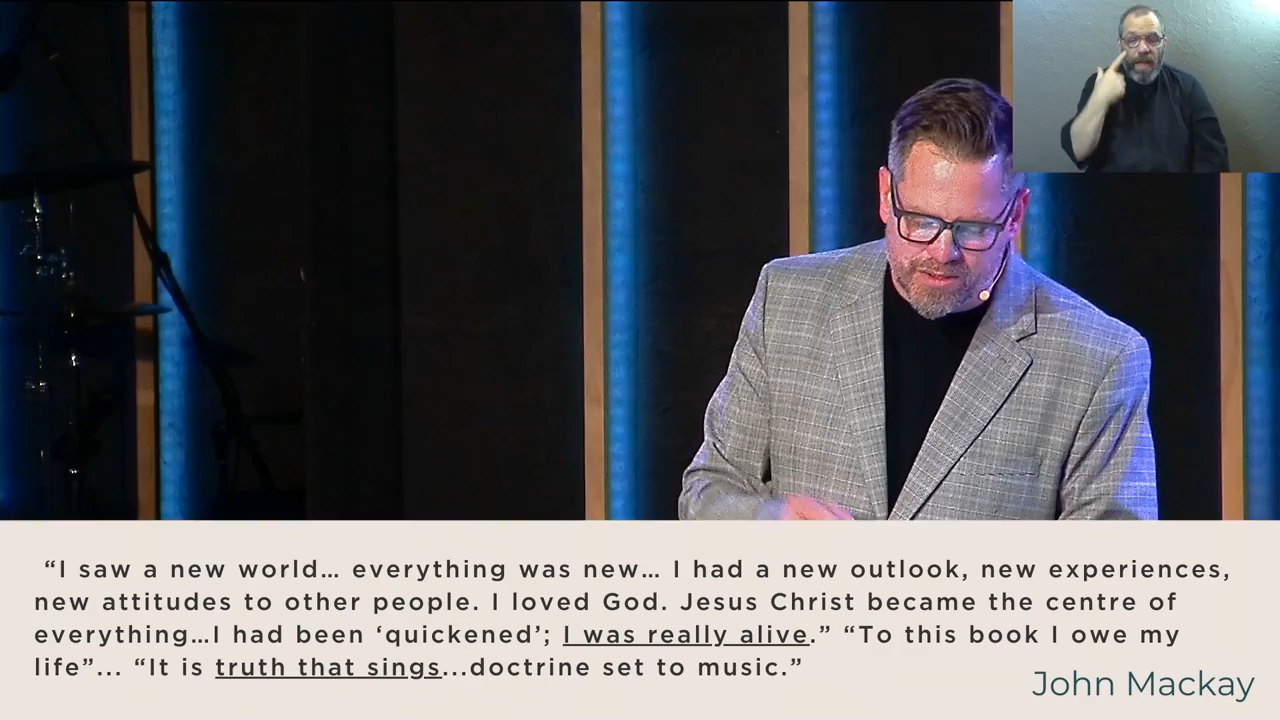 “I saw a new world… everything was new… I had a new outlook, new experiences,
new attitudes to other people. I loved God. Jesus Christ became the centre of
everything…I had been ‘quickened’; I was really alive.” “To this book I owe my
life”... “It is truth that sings...doctrine set to music.”
John Mackay